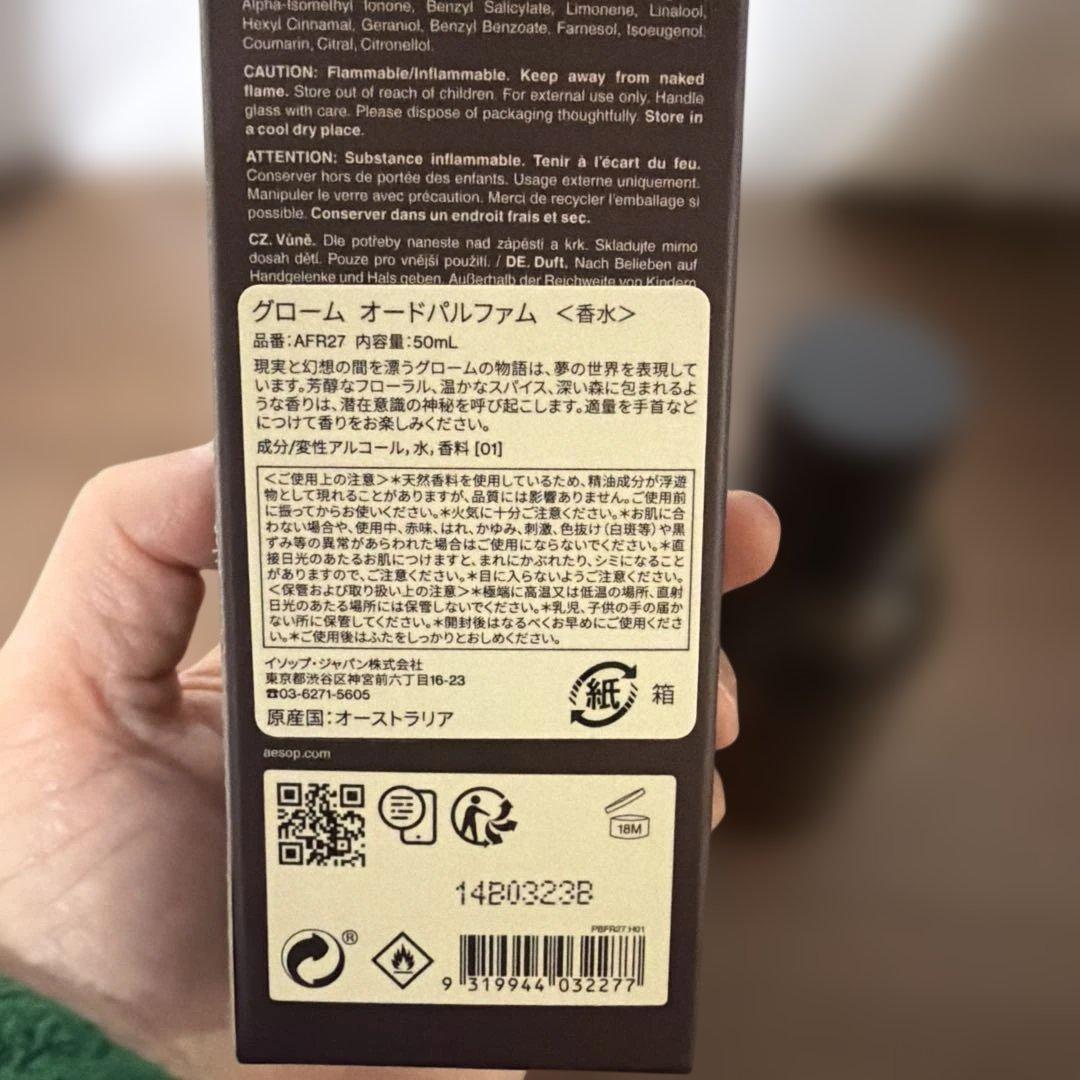 Alpha-Isomethyl Ionone, Benzyl Salicylate, Limonene, Linalool,
Hexyl Cinnamal, Geraniol, Benzyl Benzoate, Farnesol, Isoeugenol,
Coumarin, Citral, Citronellol.
CAUTION: Flammable/Inflammable. Keep away from naked
flame. Store out of reach of children. For external use only. Handle
glass with care. Please dispose of packaging thoughtfully. Store in
a cool dry place.
ATTENTION: Substance inflammable. Tenir à l'écart du feu.
Conserver hors de portée des enfants. Usage externe uniquement.
Manipuler le verre avec précaution. Merci de recycler l'emballage si
possible. Conserver dans un endroit frais et sec.
CZ. Vůně. Dle potřeby naneste nad zápěstí a krk. Skladujte mimo
dosah dětí. Pouze pro vnější použití. / DE. Duft. Nach Belieben auf
Handgelenke und Hals geben. Außerhalb der Reichweite von Kindern
グローム オードパルファム <香水>
品番:AFR27 内容量:50mL
現実と幻想の間を漂うグロームの物語は、夢の世界を表現して
います。芳醇なフローラル、温かなスパイス、深い森に包まれるよ
うな香りは、潜在意識の神秘を呼び起こします。適量を手首など
につけて香りをお楽しみください。
成分/変性アルコール,水,香料 [01]
<ご使用上の注意>＊天然香料を使用しているため、精油成分が浮遊
物として現れることがありますが、品質には影響ありません。ご使用前
に振ってからお使いください。＊火気に十分ご注意ください。＊お肌に合
わない場合や、使用中、赤味、はれ、かゆみ、刺激、色抜け(白斑等)や黒
ずみ等の異常があらわれた場合はご使用にならないでください。＊直
接日光のあたるお肌につけますと、まれにかぶれたり、シミになること
がありますので、ご注意ください。＊目に入らないようご注意ください。
<保管および取り扱い上の注意>＊極端に高温又は低温の場所、直射
日光のあたる場所には保管しないでください。＊乳児、子供の手の届か
ない所に保管してください。＊開封後はなるべくお早めにご使用くださ
い。＊ご使用後はふたをしっかりとおしめください。
イソップ・ジャパン株式会社
東京都渋谷区神宮前六丁目16-23
☎03-6271-5605
原産国:オーストラリア
紙 箱
aesop.com
18M
14B0323B
®
PBFR27.H01
9 319944 032277